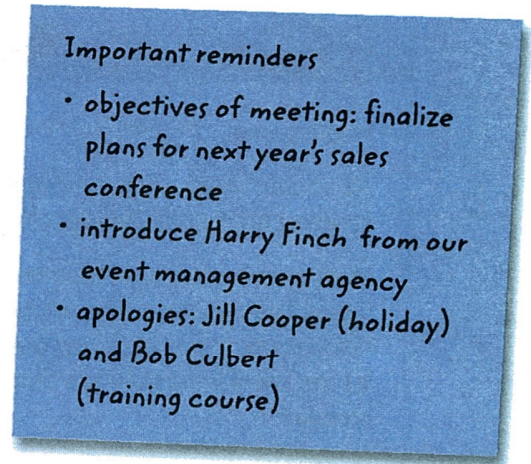 Important reminders
• objectives of meeting: finalize
plans for next year's sales
conference
• introduce Harry Finch from our
event management agency
• apologies: Jill Cooper (holiday)
and Bob Culbert
(training course)